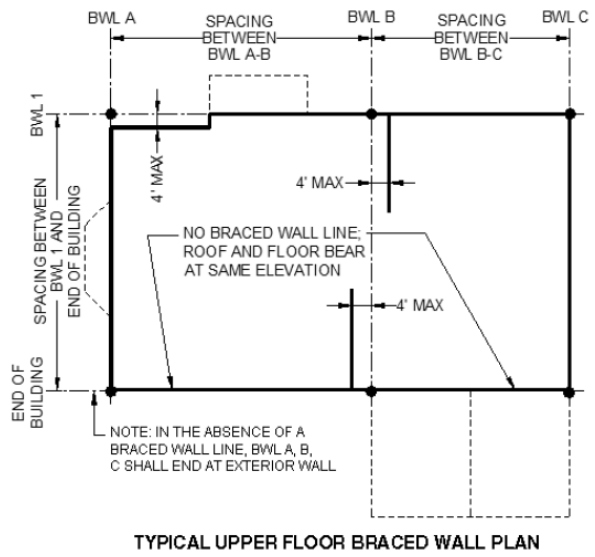 BWL A
SPACING
BETWEEN
BWL A-B
BWL B
SPACING
BETWEEN
BWL B-C
BWL C
BWL 1
4' MAX
4' MAX
SPACING BETWEEN
BWL 1 AND
END OF BUILDING
NO BRACED WALL LINE;
ROOF AND FLOOR BEAR
AT SAME ELEVATION
4' MAX
END OF
BUILDING
NOTE: IN THE ABSENCE OF A
BRACED WALL LINE, BWL A, B,
C SHALL END AT EXTERIOR WALL
TYPICAL UPPER FLOOR BRACED WALL PLAN